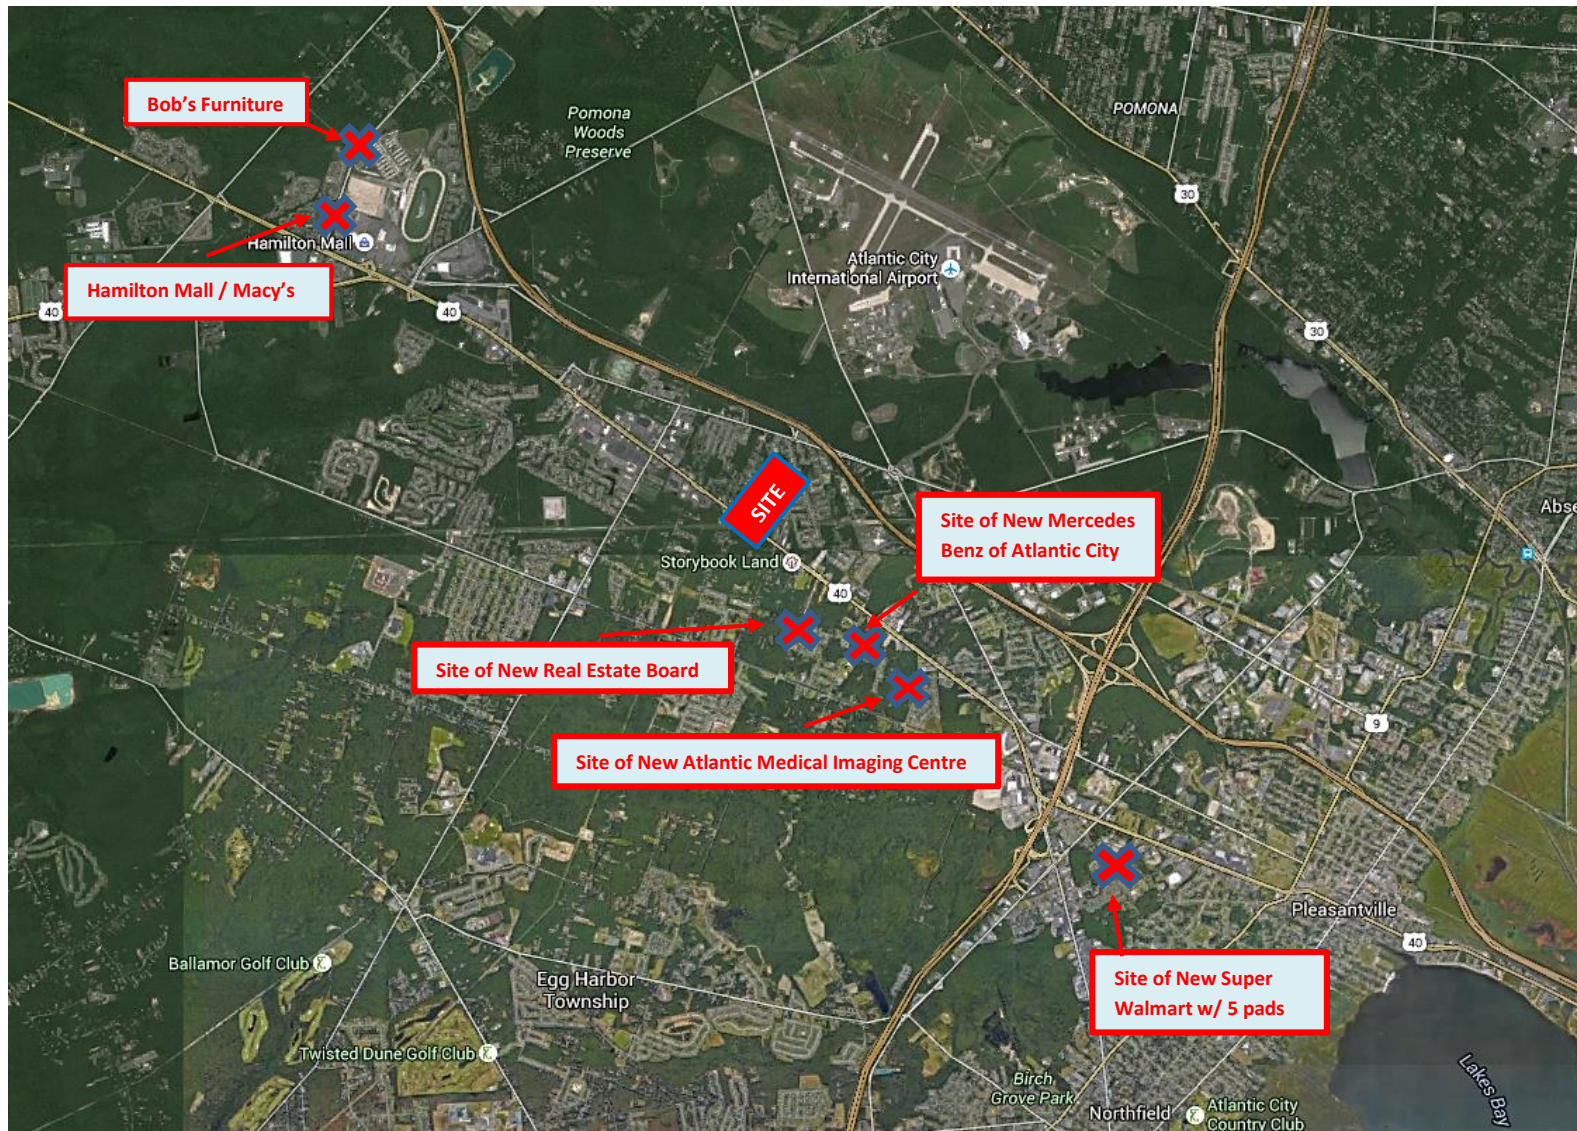 Bob's Furniture
Pomona
Woods
Preserve
POMONA
30
Hamilton Mall
Atlantic City
International Airport
Hamilton Mall / Macy's
40
40
30
SITE
Site of New Mercedes
Benz of Atlantic City
Abse
Storybook Land
40
Site of New Real Estate Board
9
Site of New Atlantic Medical Imaging Centre
Pleasantville
40
Ballamor Golf Club
Egg Harbor
Township
Site of New Super
Walmart w/ 5 pads
Twisted Dune Golf Club
Birch
Grove Park
Lakes Bay
Northfield
Atlantic City
Country Club